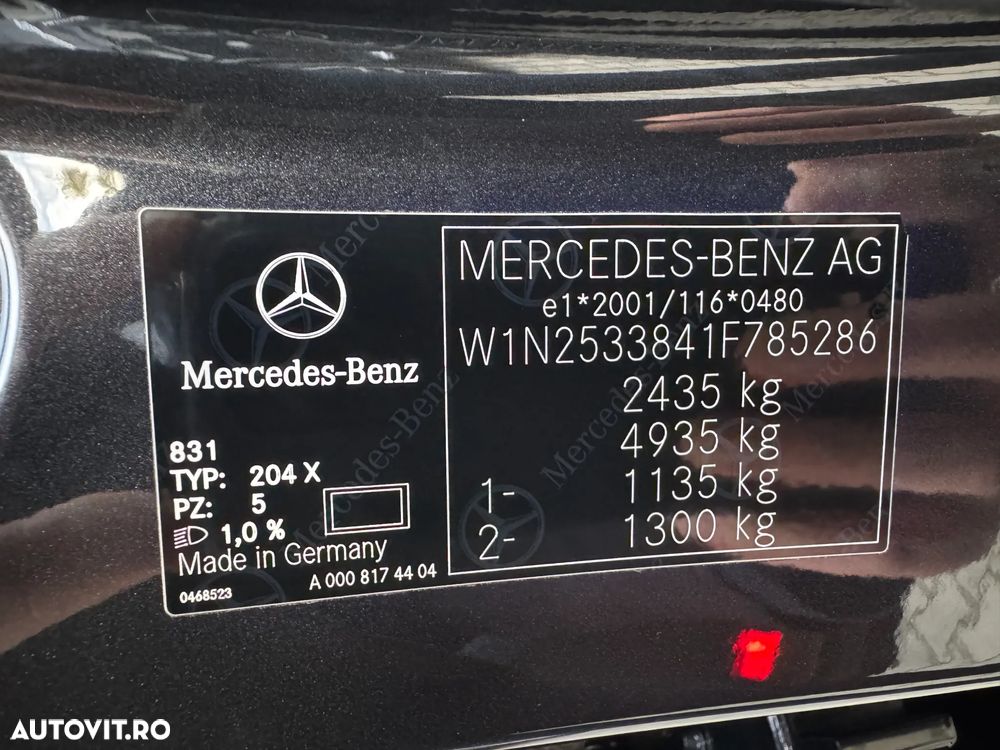 MERCEDES-BENZ AG
e1*2001/116*0480
W1N2533841F785286
2435 kg
4935 kg
1- 1135 kg
2- 1300 kg
Mercedes-Benz
831
TYP: 204 X
PZ: 5
1,0 %
Made in Germany
A 000 817 44 04
0468523
AUTOVIT.RO